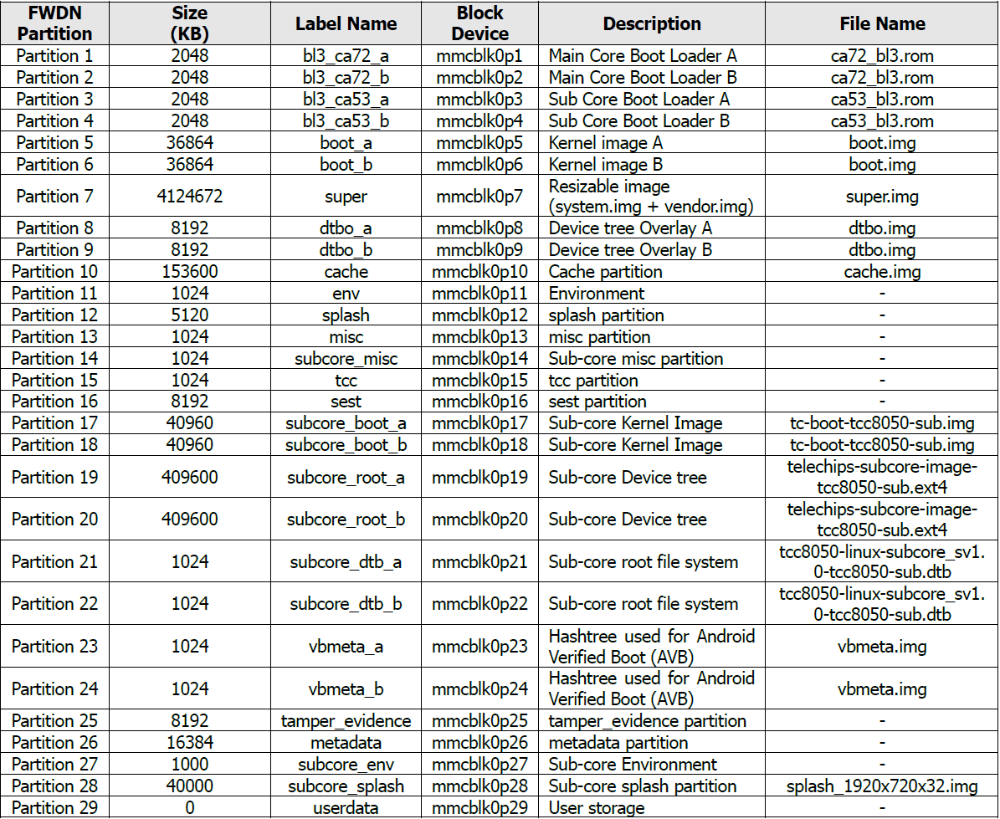 FWDN Partition | Size (KB) | Label Name | Block Device | Description | File Name
Partition 1 | 2048 | bl3_ca72_a | mmcblk0p1 | Main Core Boot Loader A | ca72_bl3.rom
Partition 2 | 2048 | bl3_ca72_b | mmcblk0p2 | Main Core Boot Loader B | ca72_bl3.rom
Partition 3 | 2048 | bl3_ca53_a | mmcblk0p3 | Sub Core Boot Loader A | ca53_bl3.rom
Partition 4 | 2048 | bl3_ca53_b | mmcblk0p4 | Sub Core Boot Loader B | ca53_bl3.rom
Partition 5 | 36864 | boot_a | mmcblk0p5 | Kernel image A | boot.img
Partition 6 | 36864 | boot_b | mmcblk0p6 | Kernel image B | boot.img
Partition 7 | 4124672 | super | mmcblk0p7 | Resizable image (system.img + vendor.img) | super.img
Partition 8 | 8192 | dtbo_a | mmcblk0p8 | Device tree Overlay A | dtbo.img
Partition 9 | 8192 | dtbo_b | mmcblk0p9 | Device tree Overlay B | dtbo.img
Partition 10 | 153600 | cache | mmcblk0p10 | Cache partition | cache.img
Partition 11 | 1024 | env | mmcblk0p11 | Environment | -
Partition 12 | 5120 | splash | mmcblk0p12 | splash partition | -
Partition 13 | 1024 | misc | mmcblk0p13 | misc partition | -
Partition 14 | 1024 | subcore_misc | mmcblk0p14 | Sub-core misc partition | -
Partition 15 | 1024 | tcc | mmcblk0p15 | tcc partition | -
Partition 16 | 8192 | sest | mmcblk0p16 | sest partition | -
Partition 17 | 40960 | subcore_boot_a | mmcblk0p17 | Sub-core Kernel Image | tc-boot-tcc8050-sub.img
Partition 18 | 40960 | subcore_boot_b | mmcblk0p18 | Sub-core Kernel Image | tc-boot-tcc8050-sub.img
Partition 19 | 409600 | subcore_root_a | mmcblk0p19 | Sub-core Device tree | telechips-subcore-image-tcc8050-sub.ext4
Partition 20 | 409600 | subcore_root_b | mmcblk0p20 | Sub-core Device tree | telechips-subcore-image-tcc8050-sub.ext4
Partition 21 | 1024 | subcore_dtb_a | mmcblk0p21 | Sub-core root file system | tcc8050-linux-subcore_sv1.0-tcc8050-sub.dtb
Partition 22 | 1024 | subcore_dtb_b | mmcblk0p22 | Sub-core root file system | tcc8050-linux-subcore_sv1.0-tcc8050-sub.dtb
Partition 23 | 1024 | vbmeta_a | mmcblk0p23 | Hashtree used for Android Verified Boot (AVB) | vbmeta.img
Partition 24 | 1024 | vbmeta_b | mmcblk0p24 | Hashtree used for Android Verified Boot (AVB) | vbmeta.img
Partition 25 | 8192 | tamper_evidence | mmcblk0p25 | tamper_evidence partition | -
Partition 26 | 16384 | metadata | mmcblk0p26 | metadata partition | -
Partition 27 | 1000 | subcore_env | mmcblk0p27 | Sub-core Environment | -
Partition 28 | 40000 | subcore_splash | mmcblk0p28 | Sub-core splash partition | splash_1920x720x32.img
Partition 29 | 0 | userdata | mmcblk0p29 | User storage | -